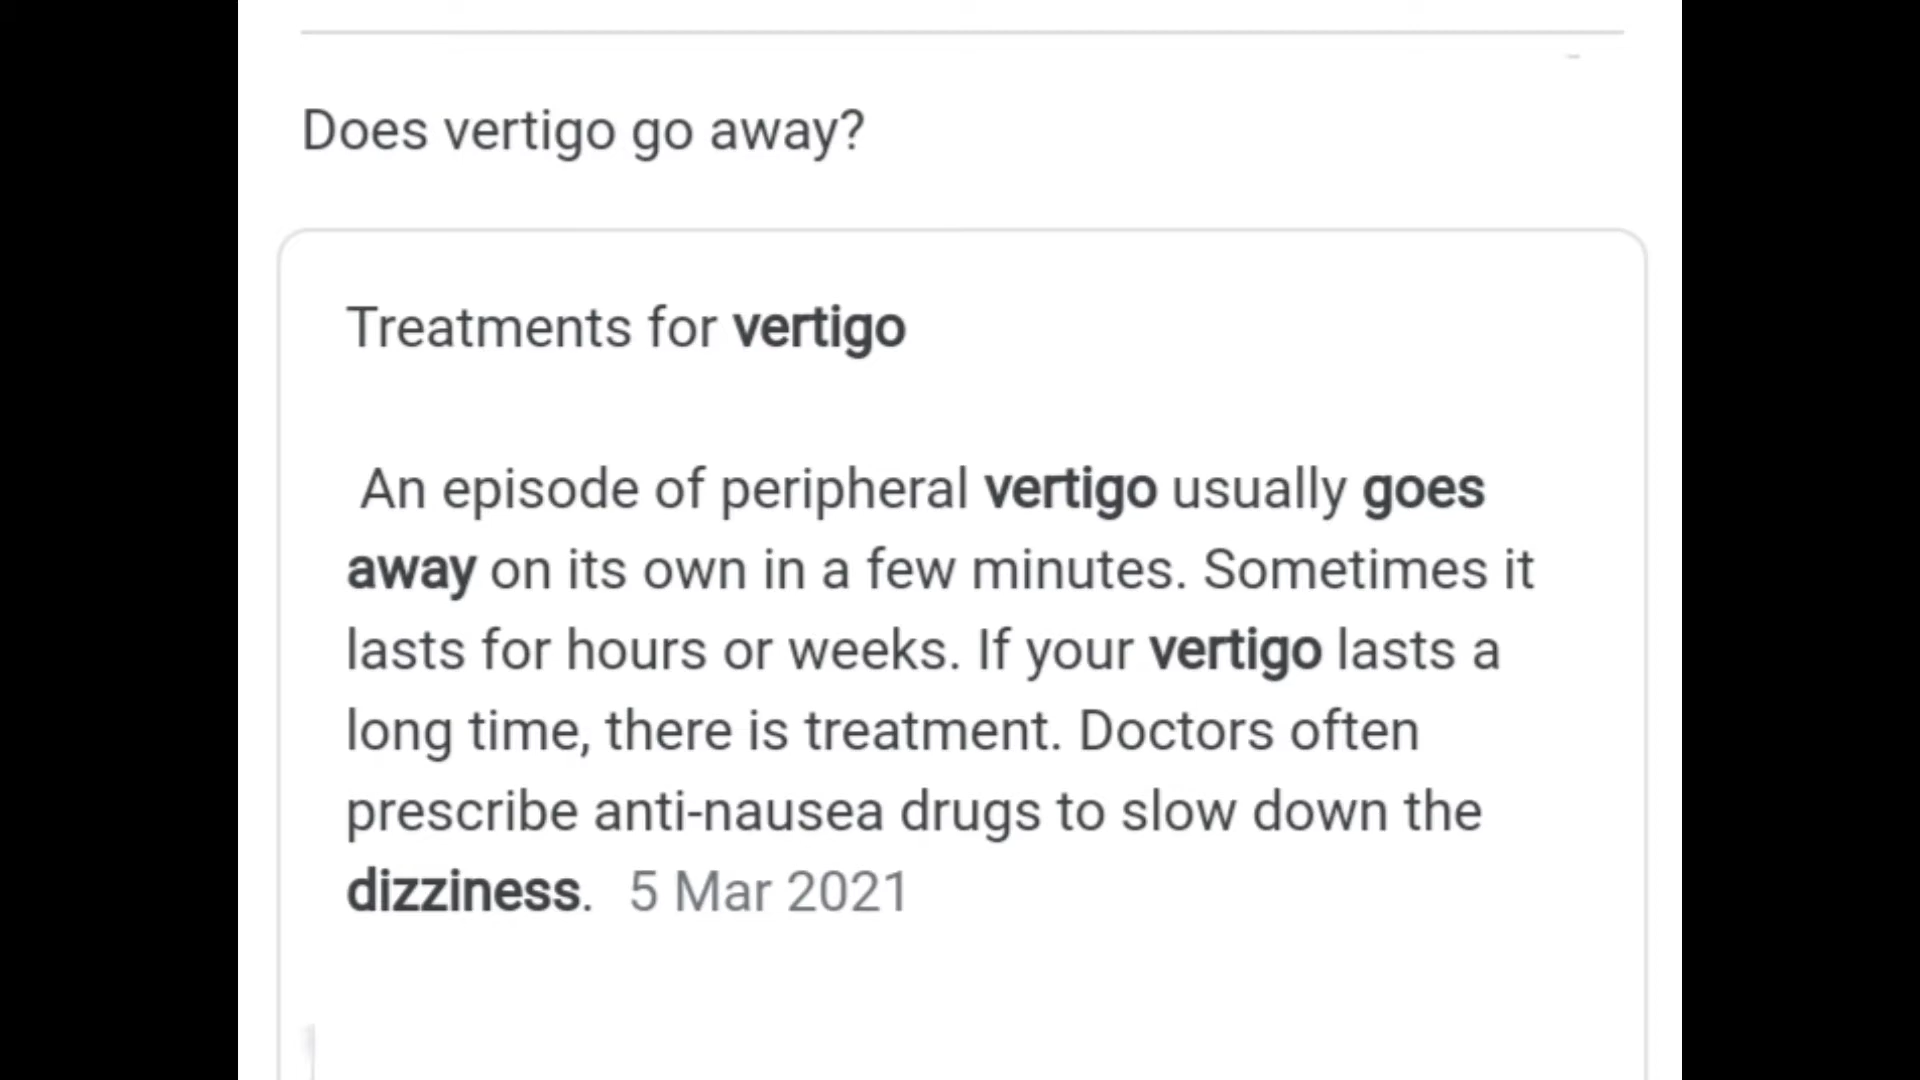 Does vertigo go away?
Treatments for vertigo
An episode of peripheral vertigo usually goes
away on its own in a few minutes. Sometimes it
lasts for hours or weeks. If your vertigo lasts a
long time, there is treatment. Doctors often
prescribe anti-nausea drugs to slow down the
dizziness. 5 Mar 2021